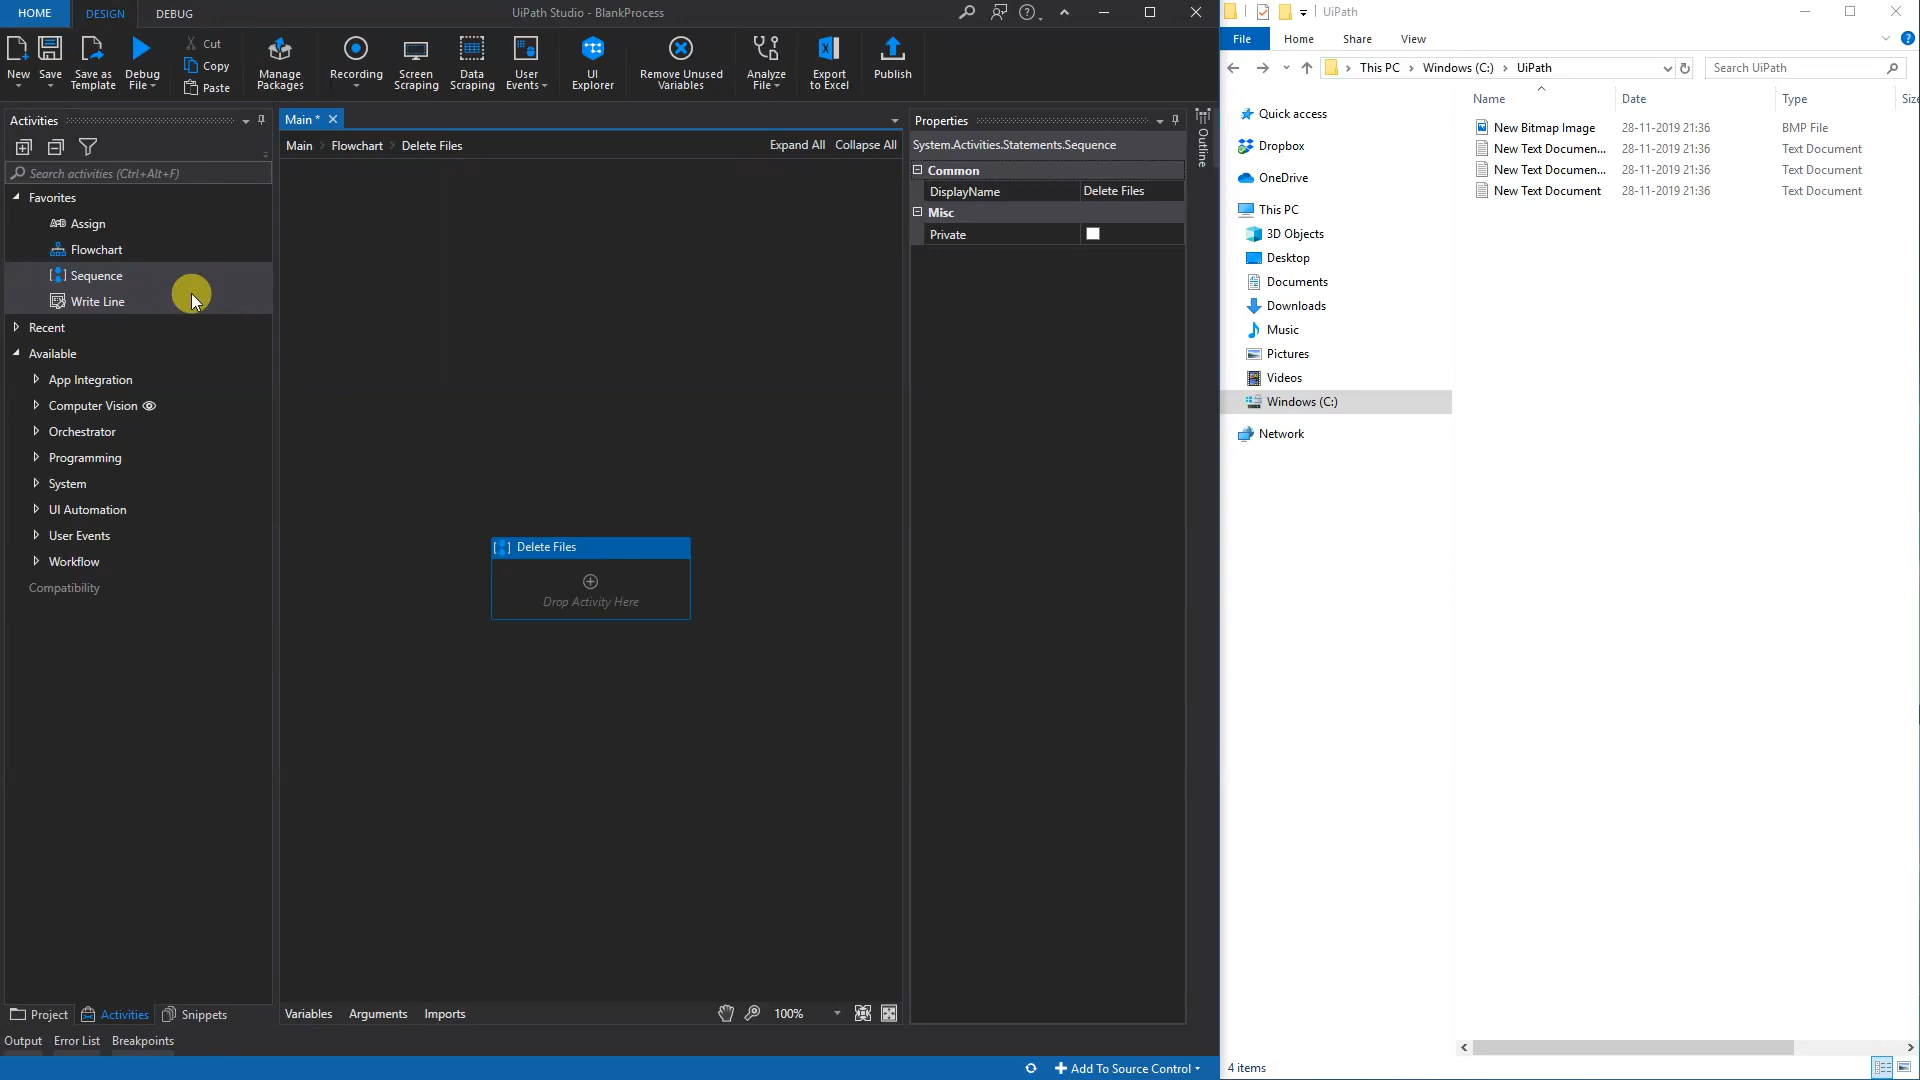 HOME DESIGN DEBUG
UiPath Studio - BlankProcess
New
Save
Save as Template
Debug File
Cut
Copy
Paste
Manage Packages
Recording
Screen Scraping
Data Scraping
User Events
UI Explorer
Remove Unused Variables
Analyze File
Export to Excel
Publish
Activities
Search activities (Ctrl+Alt+F)
Favorites
Assign
Flowchart
Sequence
Write Line
Recent
Available
App Integration
Computer Vision
Orchestrator
Programming
System
UI Automation
User Events
Workflow
Compatibility
Project Activities Snippets
Output Error List Breakpoints
Main *
Main Flowchart Delete Files
Expand All Collapse All
Delete Files
Drop Activity Here
Variables Arguments Imports
100%
Properties
System.Activities.Statements.Sequence
Common
DisplayName Delete Files
Misc
Private
Outline
Add To Source Control
UiPath
File Home Share View
This PC Windows (C:) UiPath
Search UiPath
Quick access
Dropbox
OneDrive
This PC
3D Objects
Desktop
Documents
Downloads
Music
Pictures
Videos
Windows (C:)
Network
Name Date Type Size
New Bitmap Image 28-11-2019 21:36 BMP File
New Text Documen... 28-11-2019 21:36 Text Document
New Text Documen... 28-11-2019 21:36 Text Document
New Text Document 28-11-2019 21:36 Text Document
4 items